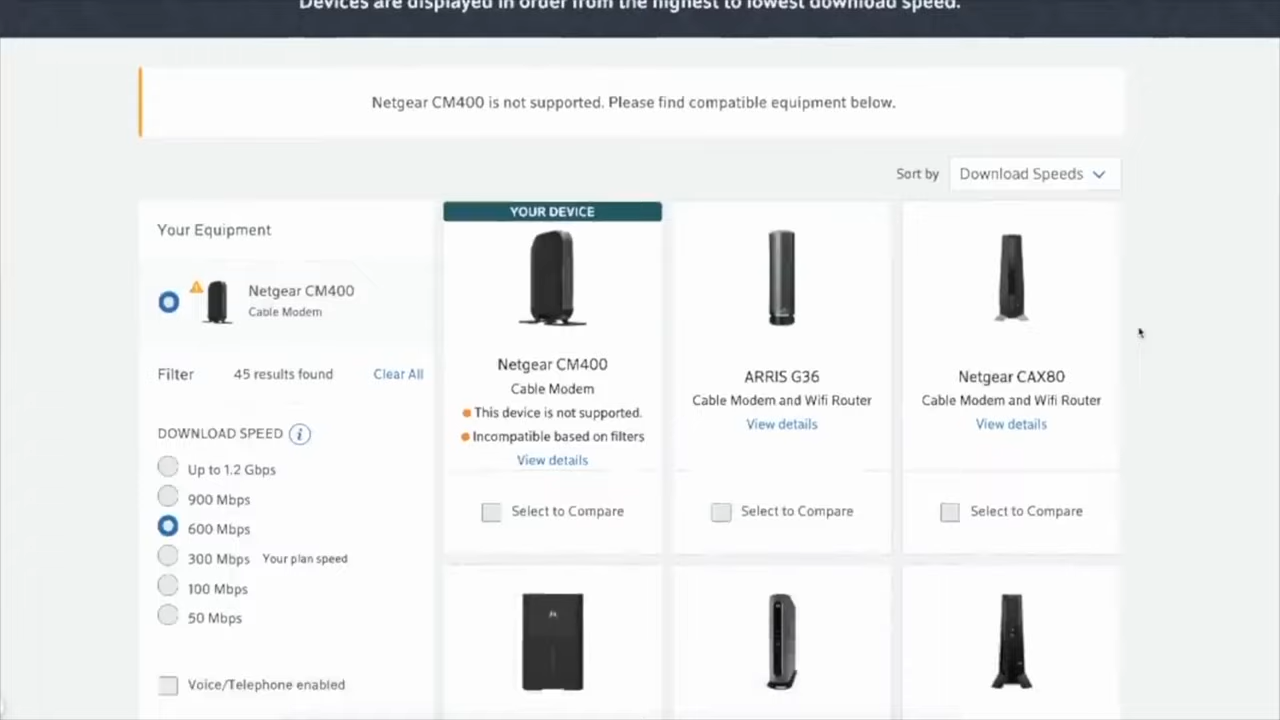 Devices are displayed in order from the highest to lowest download speed.
Netgear CM400 is not supported. Please find compatible equipment below.
Sort by
Download Speeds
Your Equipment
Netgear CM400
Cable Modem
Filter
45 results found
Clear All
DOWNLOAD SPEED
i
Up to 1.2 Gbps
900 Mbps
600 Mbps
300 Mbps Your plan speed
100 Mbps
50 Mbps
Voice/Telephone enabled
YOUR DEVICE
Netgear CM400
Cable Modem
This device is not supported.
Incompatible based on filters
View details
Select to Compare
ARRIS G36
Cable Modem and Wifi Router
View details
Select to Compare
Netgear CAX80
Cable Modem and Wifi Router
View details
Select to Compare